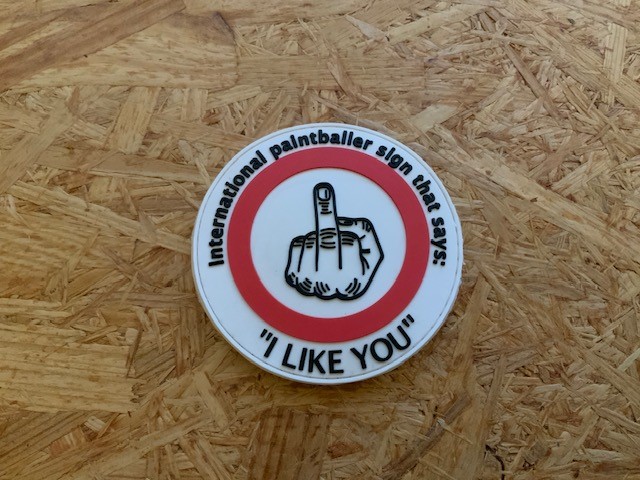 International paintballer sign that says:
"I LIKE YOU"